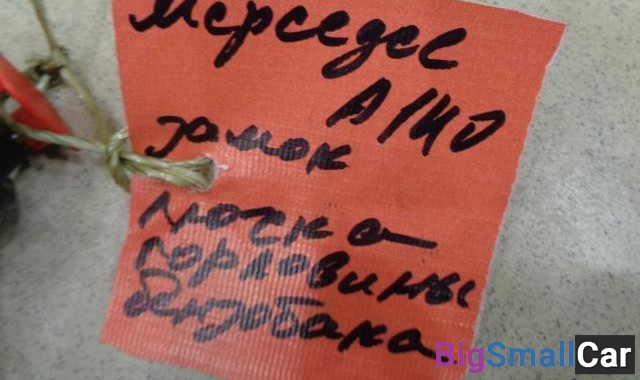 Мерседес
А140
замок
лючка
горловины
бензобака
BigSmallCar